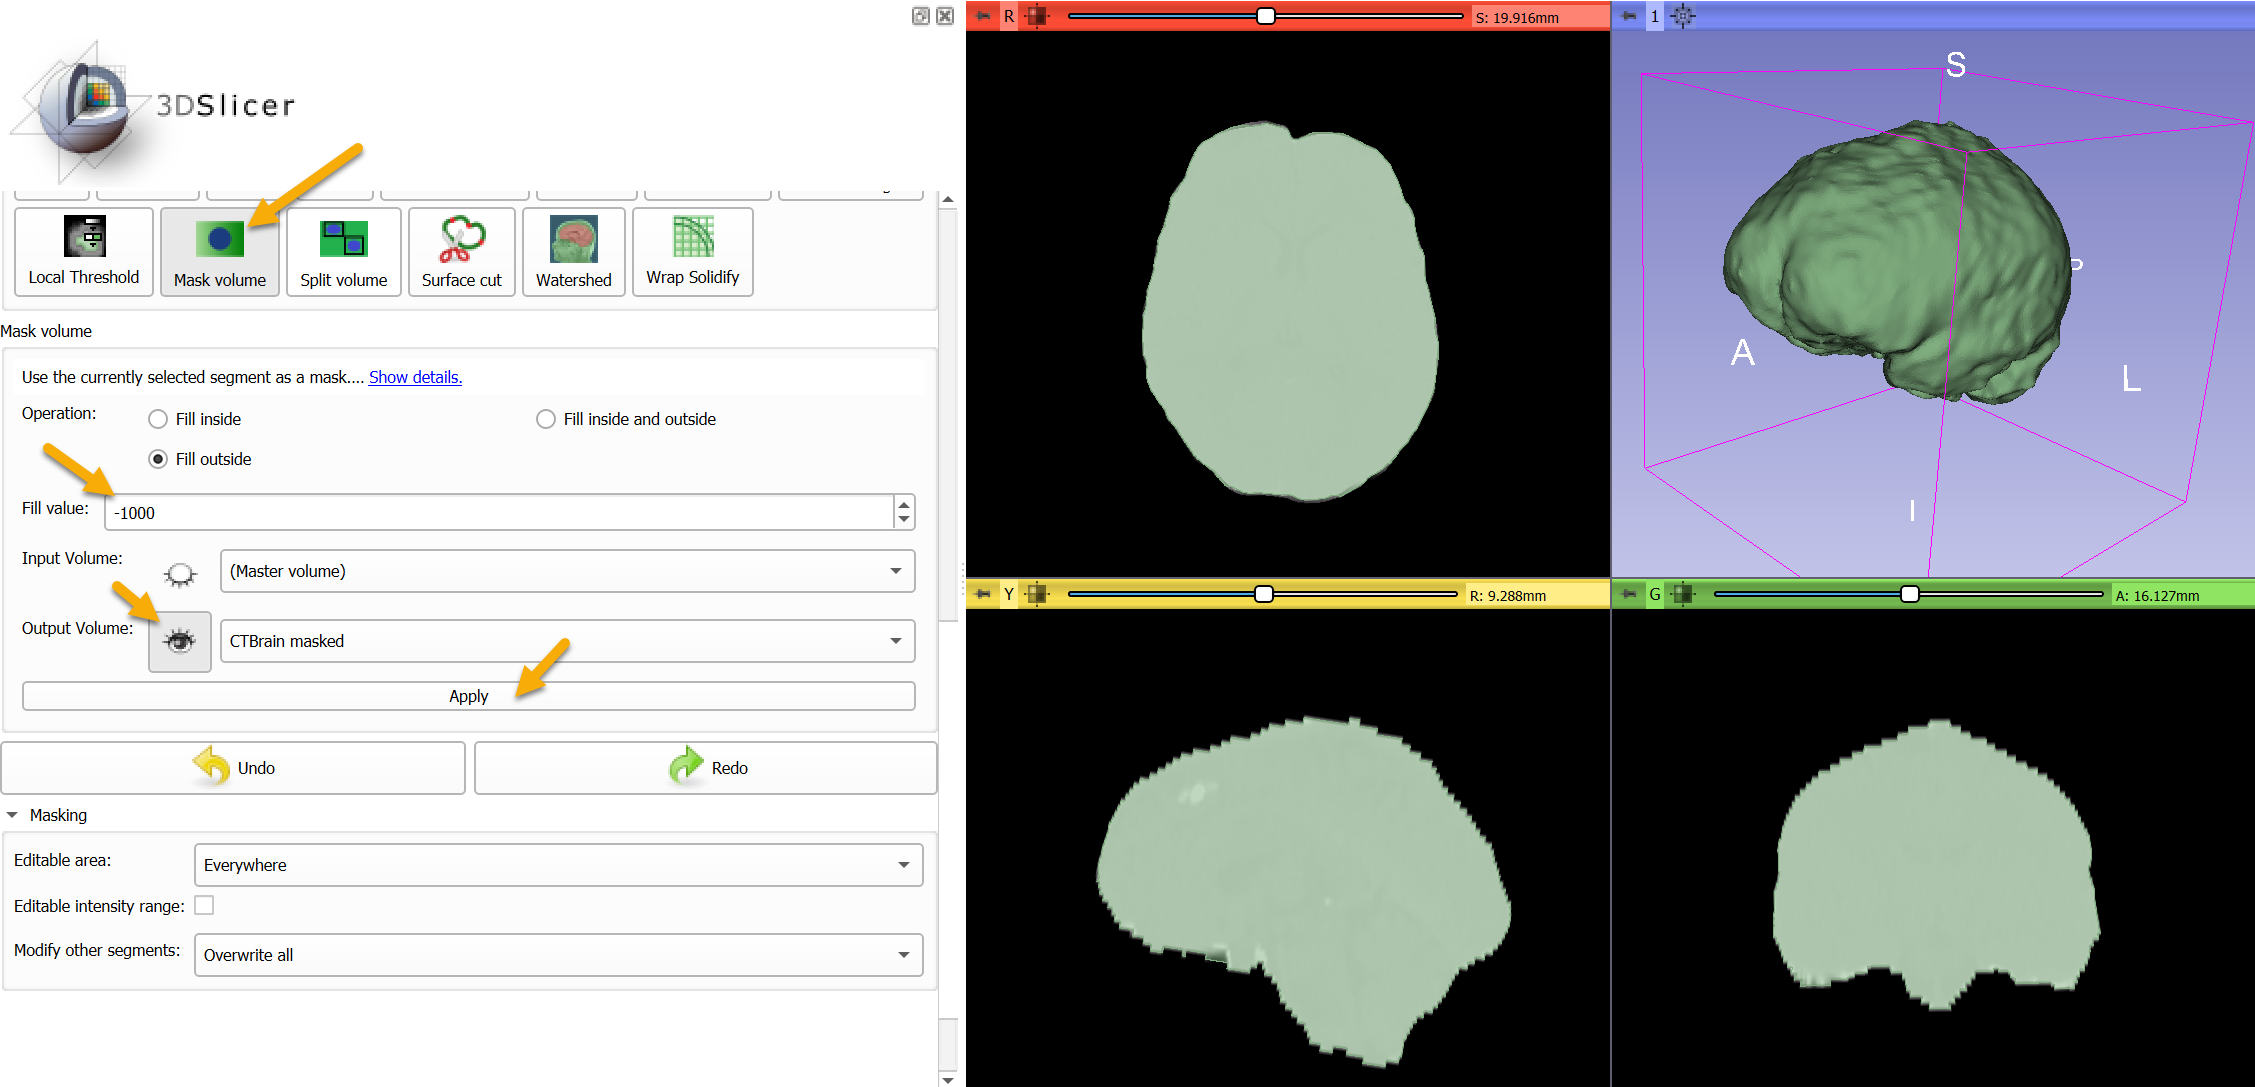 3DSlicer
Local Threshold
Mask volume
Split volume
Surface cut
Watershed
Wrap Solidify
Mask volume
Use the currently selected segment as a mask.... Show details.
Operation:
Fill inside
Fill inside and outside
Fill outside
Fill value:
-1000
Input Volume:
(Master volume)
Output Volume:
CTBrain masked
Apply
Undo
Redo
Masking
Editable area:
Everywhere
Editable intensity range:
Modify other segments:
Overwrite all
R
S: 19.916mm
1
S
P
A
L
I
Y
R: 9.288mm
G
A: 16.127mm